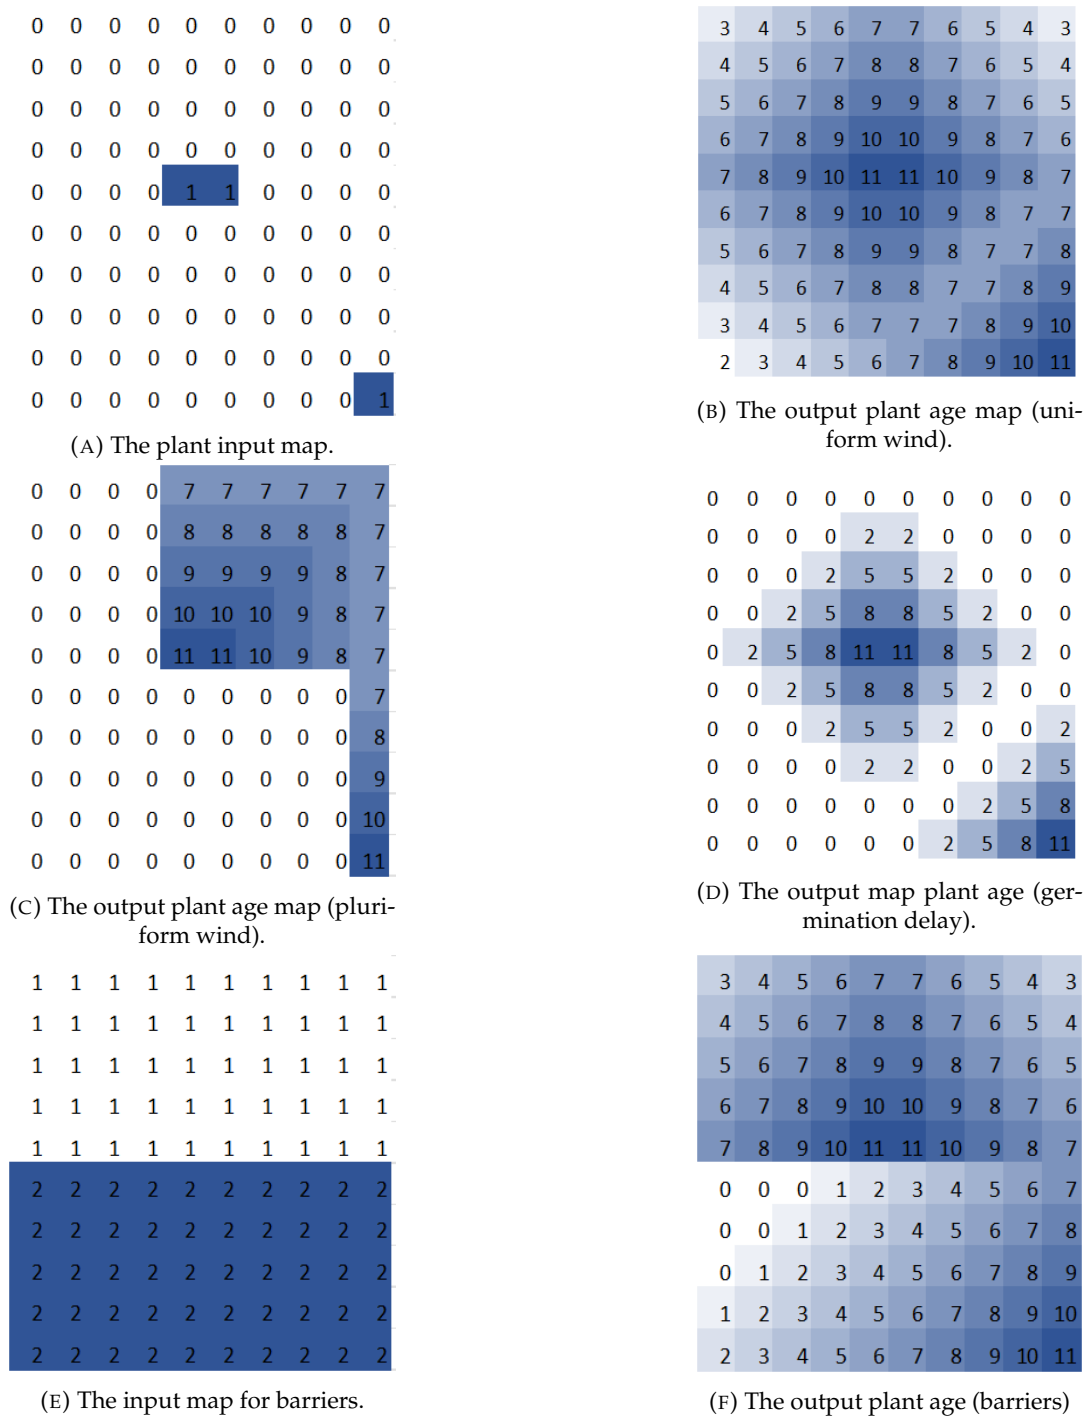 0 0 0 0 0 0 0 0 0 0
0 0 0 0 0 0 0 0 0 0
0 0 0 0 0 0 0 0 0 0
0 0 0 0 0 0 0 0 0 0
0 0 0 0 1 1 0 0 0 0
0 0 0 0 0 0 0 0 0 0
0 0 0 0 0 0 0 0 0 0
0 0 0 0 0 0 0 0 0 0
0 0 0 0 0 0 0 0 0 0
0 0 0 0 0 0 0 0 0 1
(A) The plant input map.
3 4 5 6 7 7 6 5 4 3
4 5 6 7 8 8 7 6 5 4
5 6 7 8 9 9 8 7 6 5
6 7 8 9 10 10 9 8 7 6
7 8 9 10 11 11 10 9 8 7
6 7 8 9 10 10 9 8 7 7
5 6 7 8 9 9 8 7 7 8
4 5 6 7 8 8 7 7 8 9
3 4 5 6 7 7 7 8 9 10
2 3 4 5 6 7 8 9 10 11
(B) The output plant age map (uni-
form wind).
0 0 0 0 7 7 7 7 7 7
0 0 0 0 8 8 8 8 8 7
0 0 0 0 9 9 9 9 8 7
0 0 0 0 10 10 10 9 8 7
0 0 0 0 11 11 10 9 8 7
0 0 0 0 0 0 0 0 0 7
0 0 0 0 0 0 0 0 0 8
0 0 0 0 0 0 0 0 0 9
0 0 0 0 0 0 0 0 0 10
0 0 0 0 0 0 0 0 0 11
(C) The output plant age map (pluri-
form wind).
0 0 0 0 0 0 0 0 0 0
0 0 0 0 2 2 0 0 0 0
0 0 0 2 5 5 2 0 0 0
0 0 2 5 8 8 5 2 0 0
0 2 5 8 11 11 8 5 2 0
0 0 2 5 8 8 5 2 0 0
0 0 0 2 5 5 2 0 0 2
0 0 0 0 2 2 0 0 2 5
0 0 0 0 0 0 0 2 5 8
0 0 0 0 0 0 2 5 8 11
(D) The output map plant age (ger-
mination delay).
1 1 1 1 1 1 1 1 1 1
1 1 1 1 1 1 1 1 1 1
1 1 1 1 1 1 1 1 1 1
1 1 1 1 1 1 1 1 1 1
1 1 1 1 1 1 1 1 1 1
2 2 2 2 2 2 2 2 2 2
2 2 2 2 2 2 2 2 2 2
2 2 2 2 2 2 2 2 2 2
2 2 2 2 2 2 2 2 2 2
2 2 2 2 2 2 2 2 2 2
(E) The input map for barriers.
3 4 5 6 7 7 6 5 4 3
4 5 6 7 8 8 7 6 5 4
5 6 7 8 9 9 8 7 6 5
6 7 8 9 10 10 9 8 7 6
7 8 9 10 11 11 10 9 8 7
0 0 0 1 2 3 4 5 6 7
0 0 1 2 3 4 5 6 7 8
0 1 2 3 4 5 6 7 8 9
1 2 3 4 5 6 7 8 9 10
2 3 4 5 6 7 8 9 10 11
(F) The output plant age (barriers)